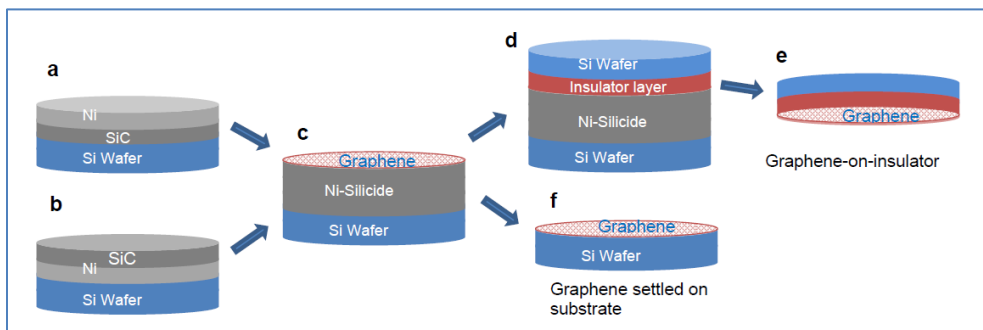 a
Ni
SiC
Si Wafer
b
SiC
Ni
Si Wafer
c
Graphene
Ni-Silicide
Si Wafer
d
Si Wafer
Insulator layer
Ni-Silicide
Si Wafer
e
Graphene
Graphene-on-insulator
f
Graphene
Si Wafer
Graphene settled on
substrate